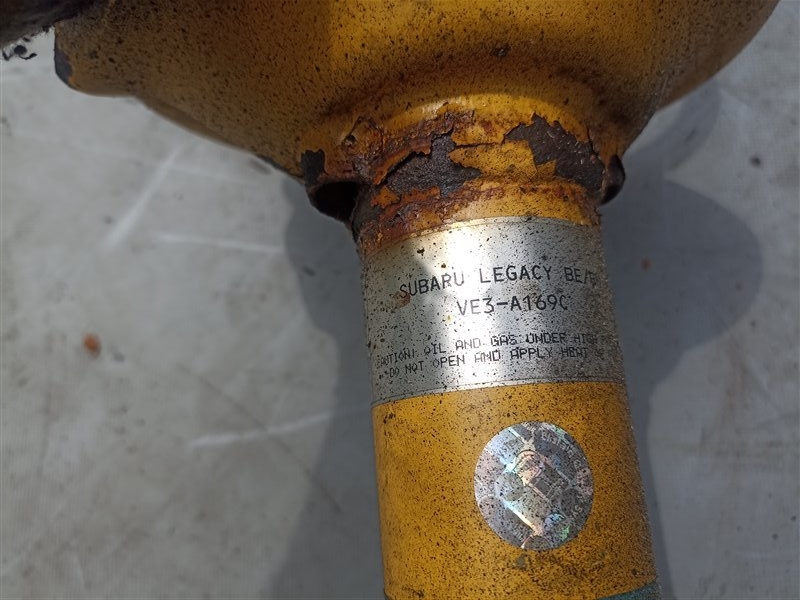 SUBARU LEGACY BE/B
VE3-A169C
CAUTION! OIL AND GAS UNDER HIGH
DO NOT OPEN AND APPLY HEAT